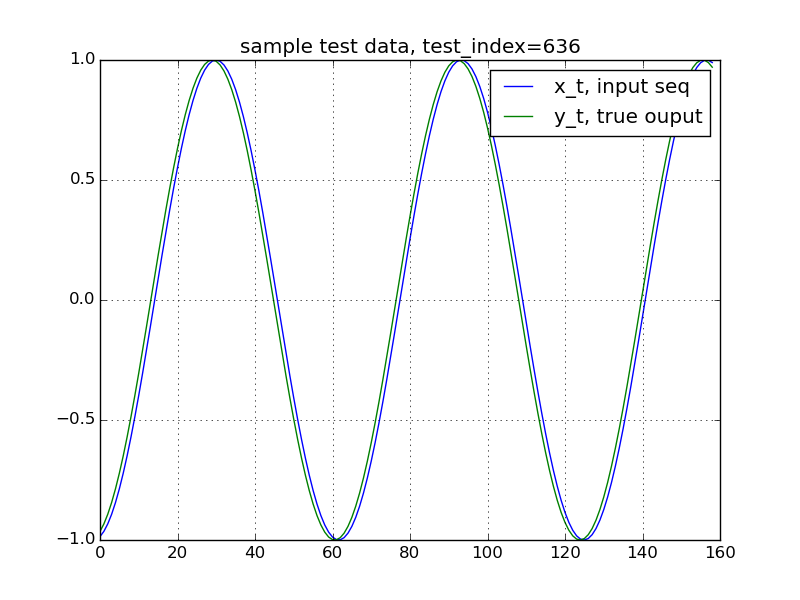 sample test data, test_index=636
1.0
0.5
0.0
−0.5
−1.0
x_t, input seq
y_t, true ouput
0 20 40 60 80 100 120 140 160